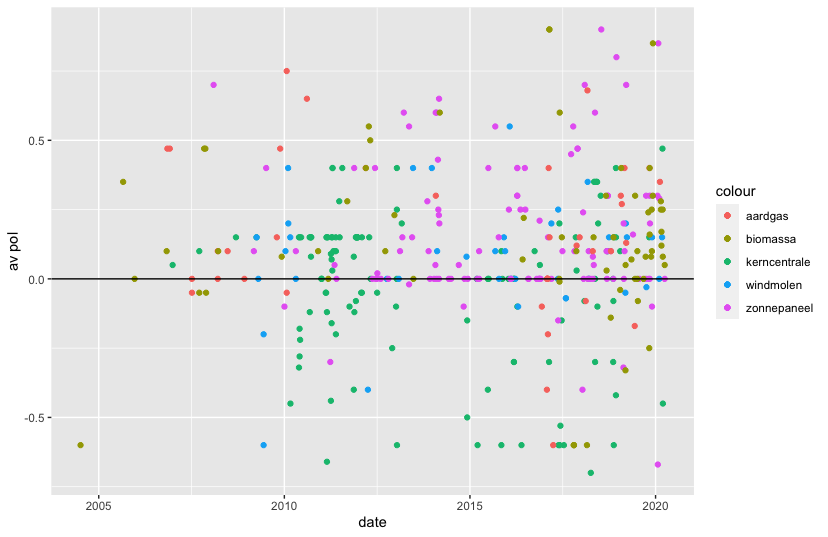 av pol
0.5
0.0
-0.5
2005
2010
2015
2020
date
colour
aardgas
biomassa
kerncentrale
windmolen
zonnepaneel